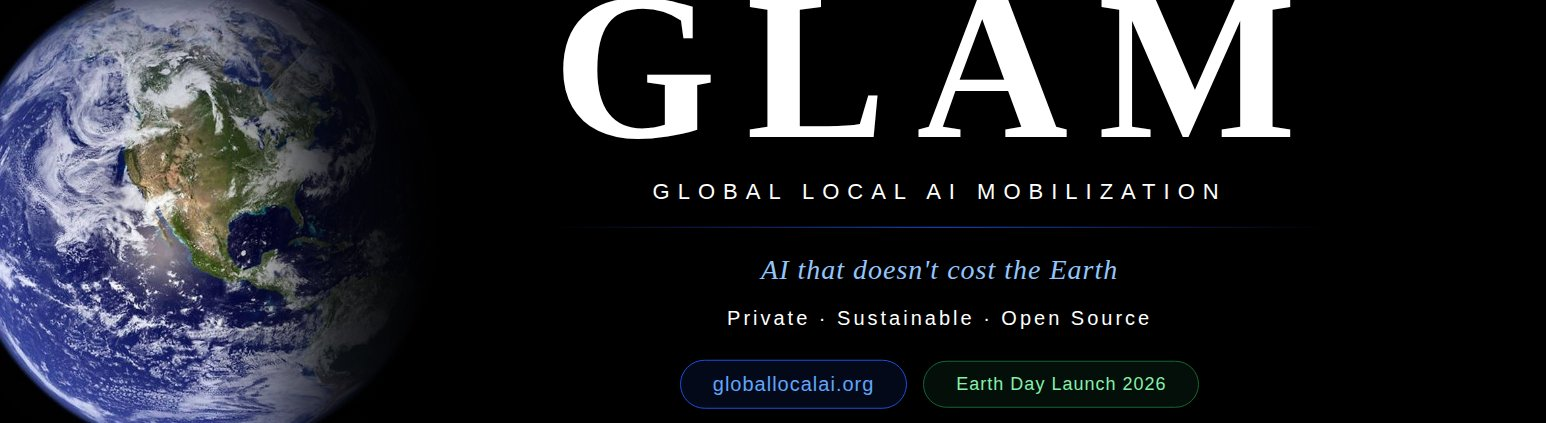 GLAM
GLOBAL LOCAL AI MOBILIZATION
AI that doesn't cost the Earth
Private · Sustainable · Open Source
globallocalai.org
Earth Day Launch 2026